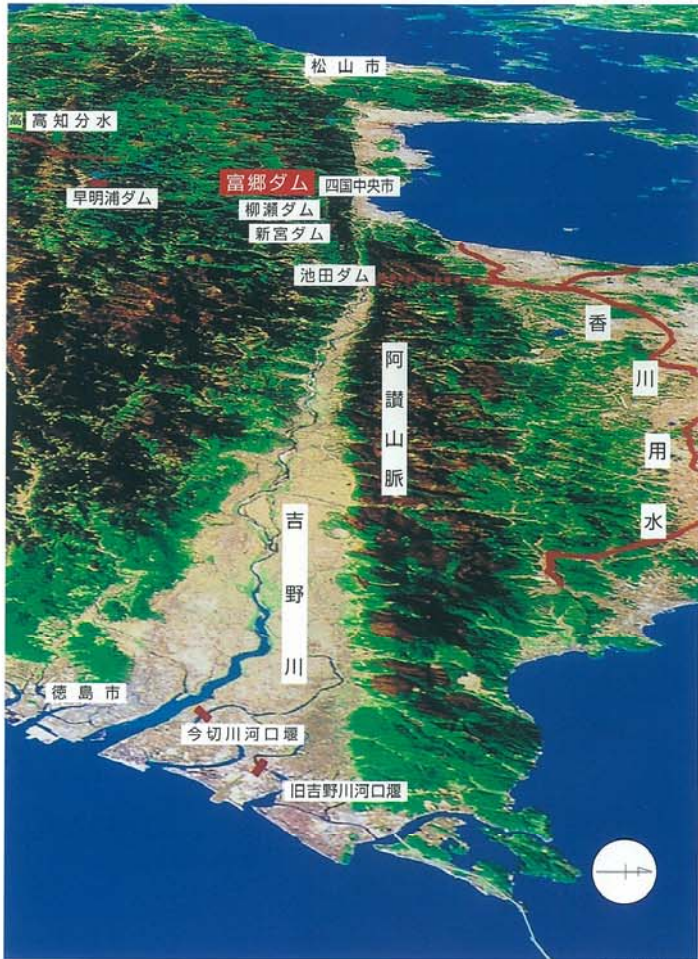 松山市
高
高知分水
早明浦ダム
富郷ダム
四国中央市
柳瀬ダム
新宮ダム
池田ダム
香川用水
阿讃山脈
吉野川
徳島市
今切川河口堰
旧吉野川河口堰